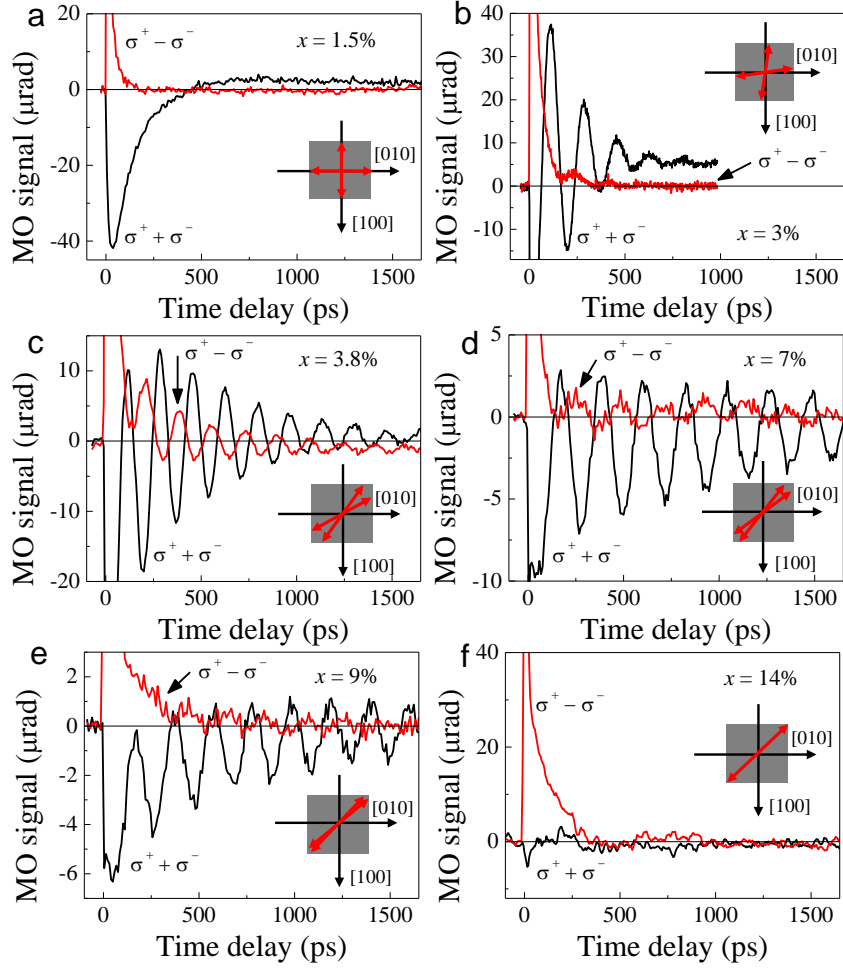 a
σ⁺ − σ⁻
x = 1.5%
σ⁺ + σ⁻
[010]
[100]
MO signal (μrad)
20
0
-20
-40
0 500 1000 1500
Time delay (ps)
b
σ⁺ − σ⁻
σ⁺ + σ⁻
x = 3%
[010]
[100]
MO signal (μrad)
40
30
20
10
0
-10
0 500 1000 1500
Time delay (ps)
c
σ⁺ − σ⁻
x = 3.8%
σ⁺ + σ⁻
[010]
[100]
MO signal (μrad)
10
0
-10
-20
0 500 1000 1500
Time delay (ps)
d
σ⁺ − σ⁻
x = 7%
σ⁺ + σ⁻
[010]
[100]
MO signal (μrad)
5
0
-5
-10
0 500 1000 1500
Time delay (ps)
e
σ⁺ − σ⁻
x = 9%
σ⁺ + σ⁻
[010]
[100]
MO signal (μrad)
2
0
-2
-4
-6
0 500 1000 1500
Time delay (ps)
f
σ⁺ − σ⁻
x = 14%
σ⁺ + σ⁻
[010]
[100]
MO signal (μrad)
40
20
0
0 500 1000 1500
Time delay (ps)